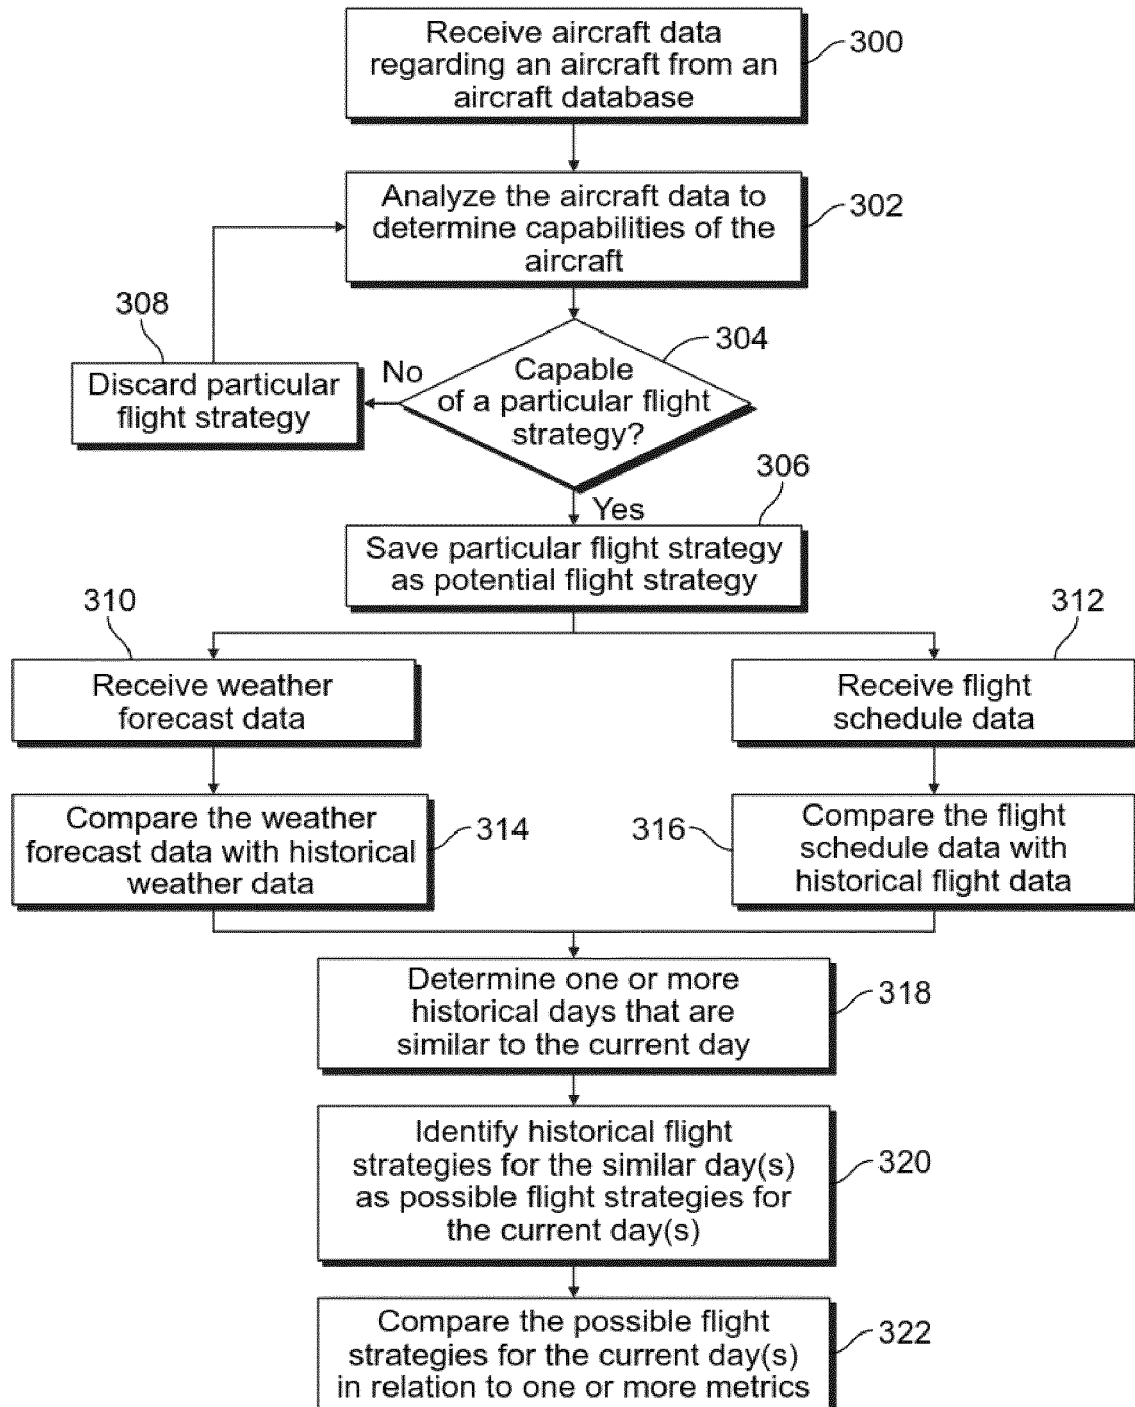 Receive aircraft data
regarding an aircraft from an
aircraft database
300
Analyze the aircraft data to
determine capabilities of the
aircraft
302
308
304
Discard particular
flight strategy
No
Capable
of a particular flight
strategy?
306
Yes
Save particular flight strategy
as potential flight strategy
310
312
Receive weather
forecast data
Receive flight
schedule data
Compare the weather
forecast data with historical
weather data
314
316
Compare the flight
schedule data with
historical flight data
Determine one or more
historical days that are
similar to the current day
318
Identify historical flight
strategies for the similar day(s)
as possible flight strategies for
the current day(s)
320
Compare the possible flight
strategies for the current day(s)
in relation to one or more metrics
322